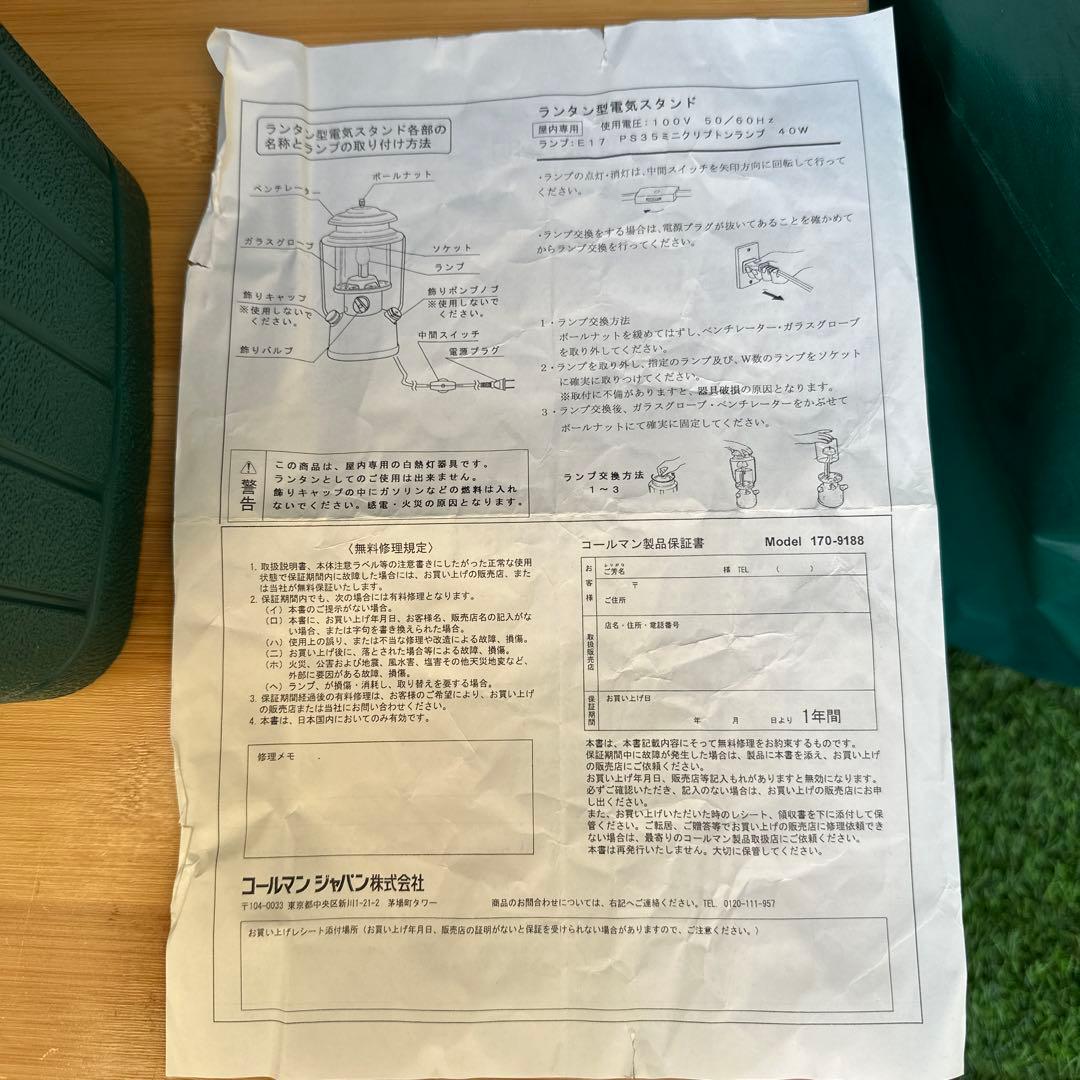 ランタン型電気スタンド各部の
名称とランプの取り付け方法
ボールナット
ベンチレーター
ガラスグローブ
ソケット
ランプ
飾りキャップ
※使用しないで
ください。
飾りポンプノブ
※使用しないで
ください。
飾りバルブ
中間スイッチ
電源プラグ
⚠警告
この商品は、屋内専用の白熱灯器具です。
ランタンとしてのご使用は出来ません。
飾りキャップの中にガソリンなどの燃料は入れ
ないでください。感電・火災の原因となります。
ランタン型電気スタンド
屋内専用 使用電圧:100V 50/60Hz
ランプ:E17 PS35ミニクリプトンランプ 40W
・ランプの点灯・消灯は、中間スイッチを矢印方向に回転して行って
ください。
・ランプ交換をする場合は、電源プラグが抜いてあることを確かめて
からランプ交換を行ってください。
1・ランプ交換方法
ボールナットを緩めてはずし、ベンチレーター・ガラスグローブ
を取り外してください。
2・ランプを取り外し、指定のランプ及び、W数のランプをソケット
に確実に取りつけてください。
※取付に不備がありますと、器具破損の原因となります。
3・ランプ交換後、ガラスグローブ・ベンチレーターをかぶせて
ボールナットにて確実に固定してください。
ランプ交換方法
1~3
〈無料修理規定〉
1. 取扱説明書、本体注意ラベル等の注意書きにしたがった正常な使用
状態で保証期間内に故障した場合には、お買い上げの販売店、また
は当社が無料保証いたします。
2. 保証期間内でも、次の場合には有料修理となります。
(イ) 本書のご提示がない場合。
(ロ) 本書に、お買い上げ年月日、お客様名、販売店名の記入がな
い場合、または字句を書き換えられた場合。
(ハ) 使用上の誤り、または不当な修理や改造による故障、損傷。
(二) お買い上げ後に、落とされた場合等による故障、損傷。
(ホ) 火災、公害および地震、風水害、塩害その他天災地変など、
外部に要因がある故障、損傷。
(ヘ) ランプ、が損傷・消耗し、取り替えを要する場合。
3. 保証期間経過後の有料修理は、お客様のご希望により、お買い上げ
の販売店または当社にお問い合わせください。
4. 本書は、日本国内においてのみ有効です。
修理メモ
コールマン製品保証書 Model 170-9188
お客様
ふりがな
ご芳名 様 TEL ( )
〒
ご住所
取扱販売店
店名・住所・電話番号
保証期間
お買い上げ日
年 月 日より 1年間
本書は、本書記載内容にそって無料修理をお約束するものです。
保証期間中に故障が発生した場合は、製品に本書を添え、お買い上げ
の販売店にご依頼ください。
お買い上げ年月日、販売店等記入もれがありますと無効になります。
必ずご確認いただき、記入のない場合は、お買い上げの販売店にお申
し出ください。
また、お買い上げいただいた時のレシート、領収書を下に添付して保
管ください。ご転居、ご贈答等でお買い上げの販売店に修理依頼でき
ない場合は、最寄りのコールマン製品取扱店にご依頼ください。
本書は再発行いたしません。大切に保管してください。
コールマン ジャパン株式会社
〒104-0033 東京都中央区新川1-21-2 茅場町タワー 商品のお問合わせについては、右記へご連絡ください。TEL. 0120-111-957
お買い上げレシート添付場所(お買い上げ年月日、販売店の証明がないと保証を受けられない場合がありますので、ご注意ください。)